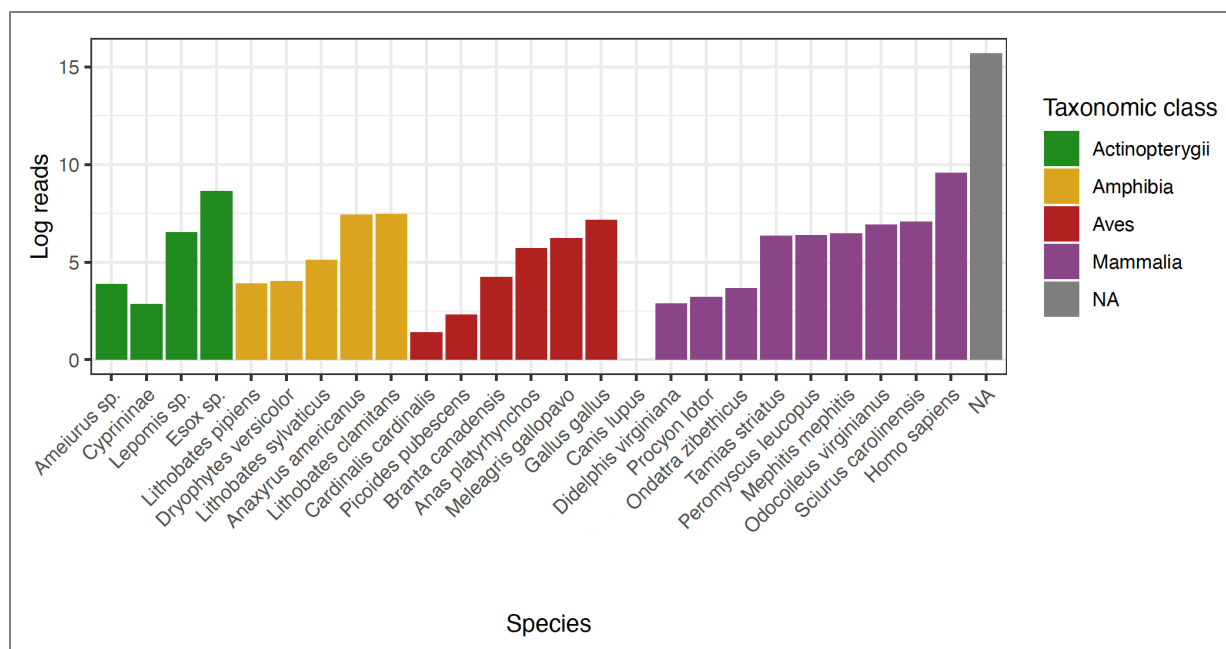 15
10
5
0
Log reads
Ameiurus sp.
Cyprininae
Lepomis sp.
Esox sp.
Lithobates pipiens
Dryophytes versicolor
Lithobates sylvaticus
Anaxyrus americanus
Lithobates clamitans
Cardinalis cardinalis
Picoides pubescens
Branta canadensis
Anas platyrhynchos
Meleagris gallopavo
Gallus gallus
Canis lupus
Didelphis virginiana
Procyon lotor
Ondatra zibethicus
Tamias striatus
Peromyscus leucopus
Mephitis mephitis
Odocoileus virginianus
Sciurus carolinensis
Homo sapiens
NA
Species
Taxonomic class
Actinopterygii
Amphibia
Aves
Mammalia
NA